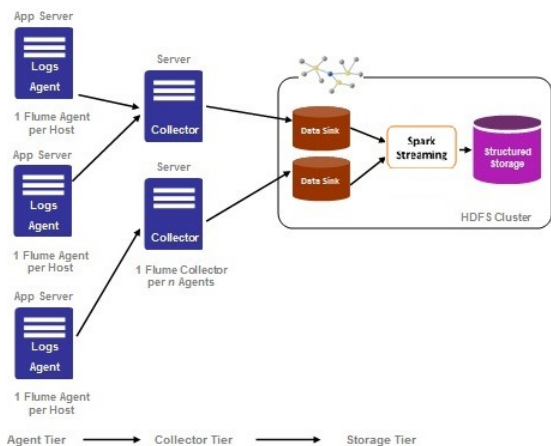 App Server
Logs
Agent
1 Flume Agent
per Host
App Server
Logs
Agent
1 Flume Agent
per Host
App Server
Logs
Agent
1 Flume Agent
per Host
Server
Collector
Server
Collector
1 Flume Collector
per n Agents
Data Sink
Data Sink
Spark
Streaming
Structured
Storage
HDFS Cluster
Agent Tier
Collector Tier
Storage Tier